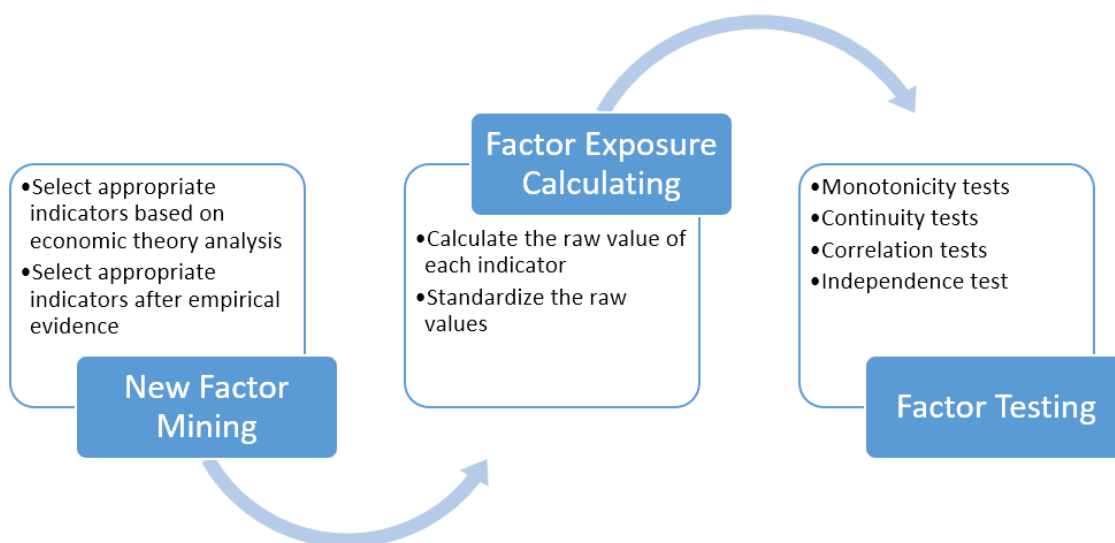 •Select appropriate
indicators based on
economic theory analysis
•Select appropriate
indicators after empirical
evidence
New Factor
Mining
Factor Exposure
Calculating
•Calculate the raw value of
each indicator
•Standardize the raw
values
•Monotonicity tests
•Continuity tests
•Correlation tests
•Independence test
Factor Testing